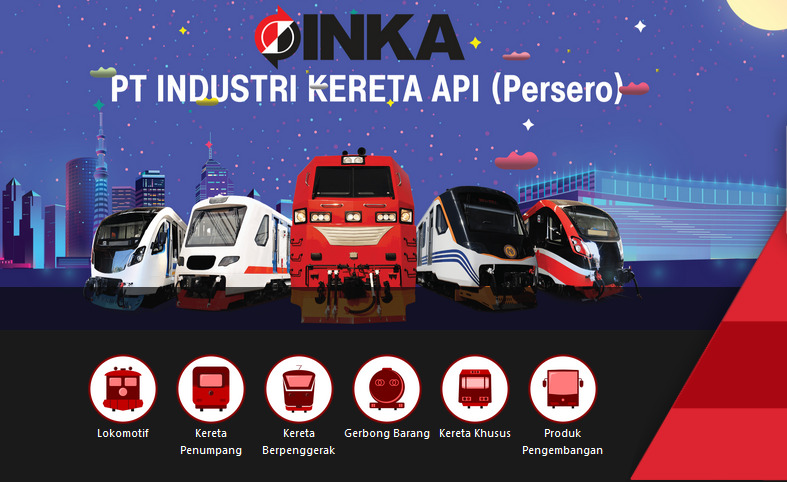 INKA
PT INDUSTRI KERETA API (Persero)
Lokomotif
Kereta
Penumpang
Kereta
Berpenggerak
Gerbong Barang
Kereta Khusus
Produk
Pengembangan